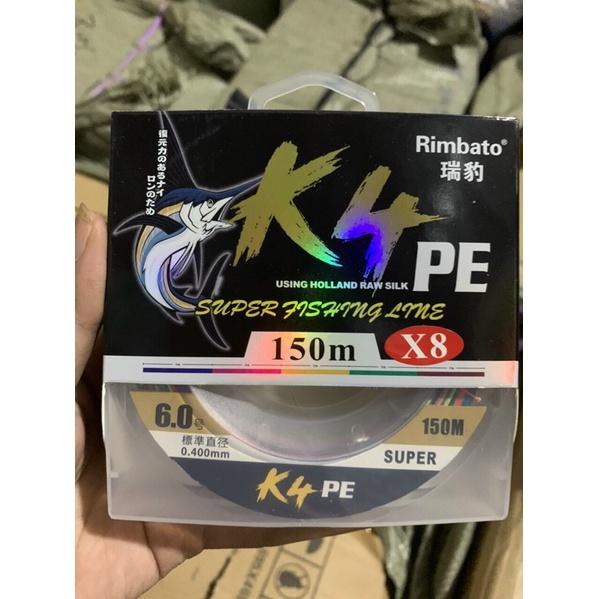 Rimbato®
瑞豹
復元力のあるナイ
ロンのため
K4 PE
USING HOLLAND RAW SILK
SUPER FISHING LINE
150m X8
6.0号
標準直径
0.400mm
150M
SUPER
K4 PE